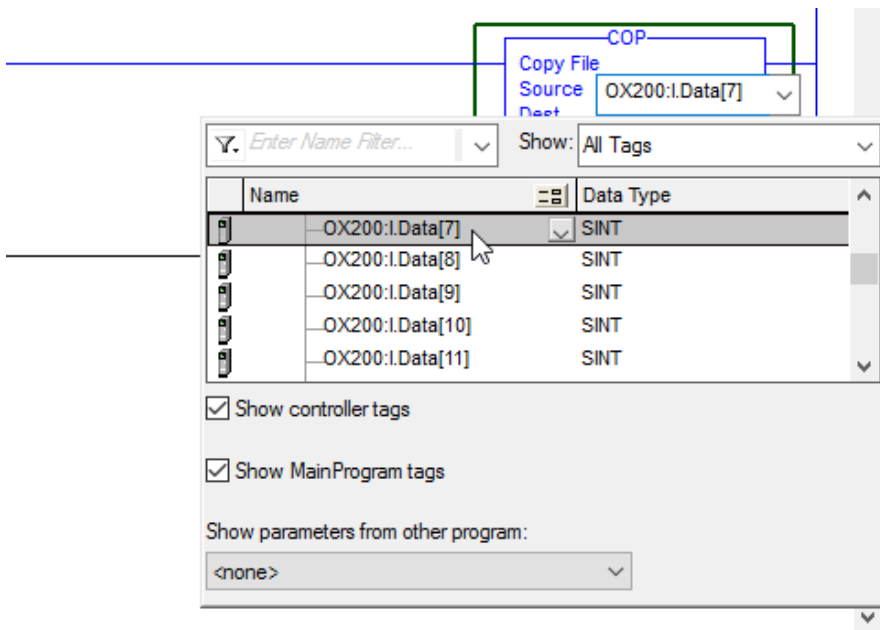 COP
Copy File
Source OX200:I.Data[7]
Dest
Enter Name Filter... Show: All Tags
Name Data Type
OX200:I.Data[7] SINT
OX200:I.Data[8] SINT
OX200:I.Data[9] SINT
OX200:I.Data[10] SINT
OX200:I.Data[11] SINT
Show controller tags
Show MainProgram tags
Show parameters from other program:
<none>